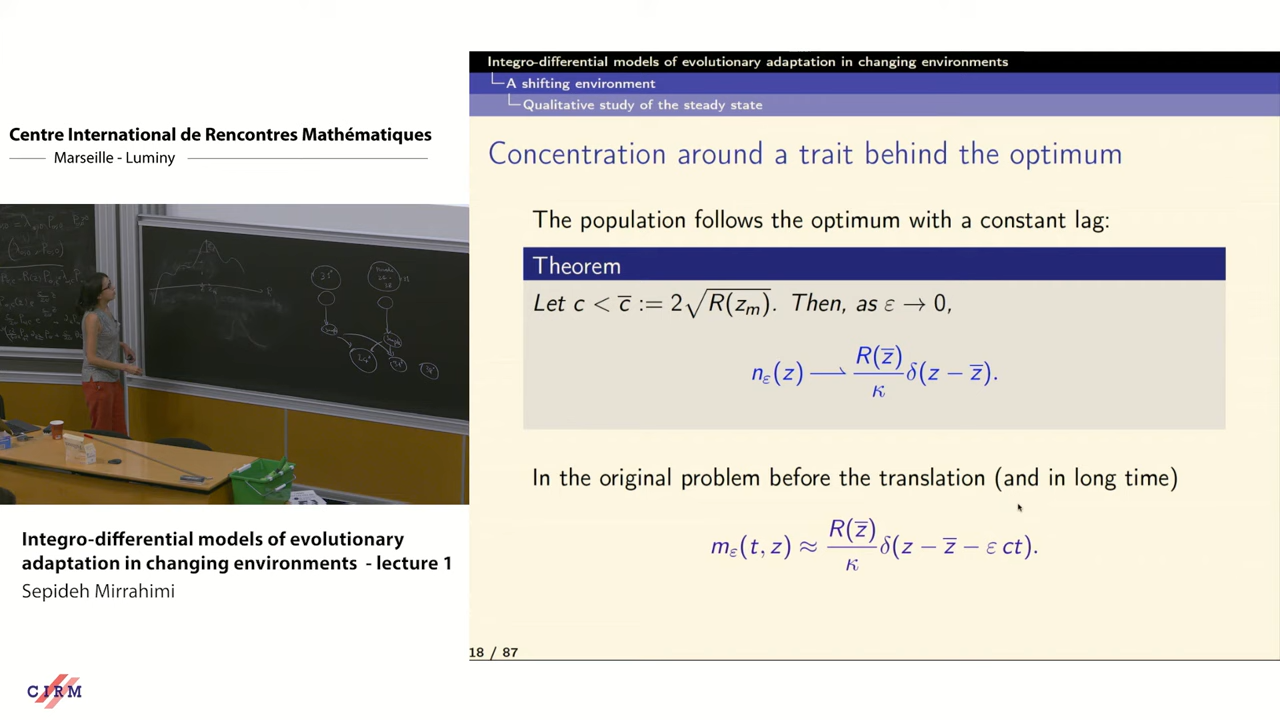 Centre International de Rencontres Mathématiques
Marseille - Luminy
Integro-differential models of evolutionary
adaptation in changing environments - lecture 1
Sepideh Mirrahimi
CIRM
Integro-differential models of evolutionary adaptation in changing environments
A shifting environment
Qualitative study of the steady state
Concentration around a trait behind the optimum
The population follows the optimum with a constant lag:
Theorem
Let c < c̅ := 2√R(z_m). Then, as ε → 0,
n_ε(z) ⇀ R(z̅)/κ δ(z − z̅).
In the original problem before the translation (and in long time)
m_ε(t, z) ≈ R(z̅)/κ δ(z − z̅ − ε ct).
18 / 87